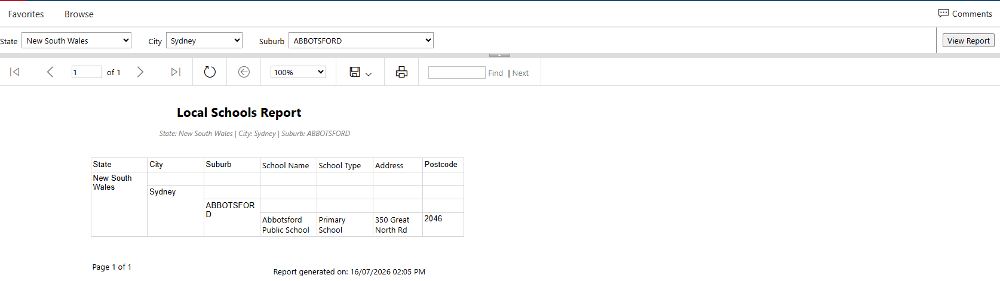 Favorites Browse Comments
State New South Wales City Sydney Suburb ABBOTSFORD View Report
1 of 1 100% Find | Next
Local Schools Report
State: New South Wales | City: Sydney | Suburb: ABBOTSFORD
State City Suburb School Name School Type Address Postcode
New South
Wales
Sydney
ABBOTSFOR
D
Abbotsford Primary 350 Great 2046
Public School School North Rd
Page 1 of 1
Report generated on: 16/07/2026 02:05 PM